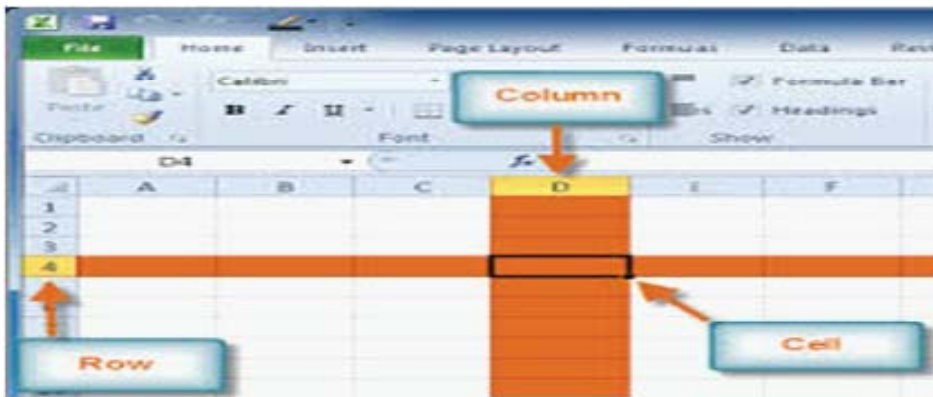 File Home Insert Page Layout Formulas Data
Calibri
Formula Bar
Column
Paste
B I U
Headings
Clipboard Font Show
D4 fx
A B C D E F
1
2
3
4
Cell
Row